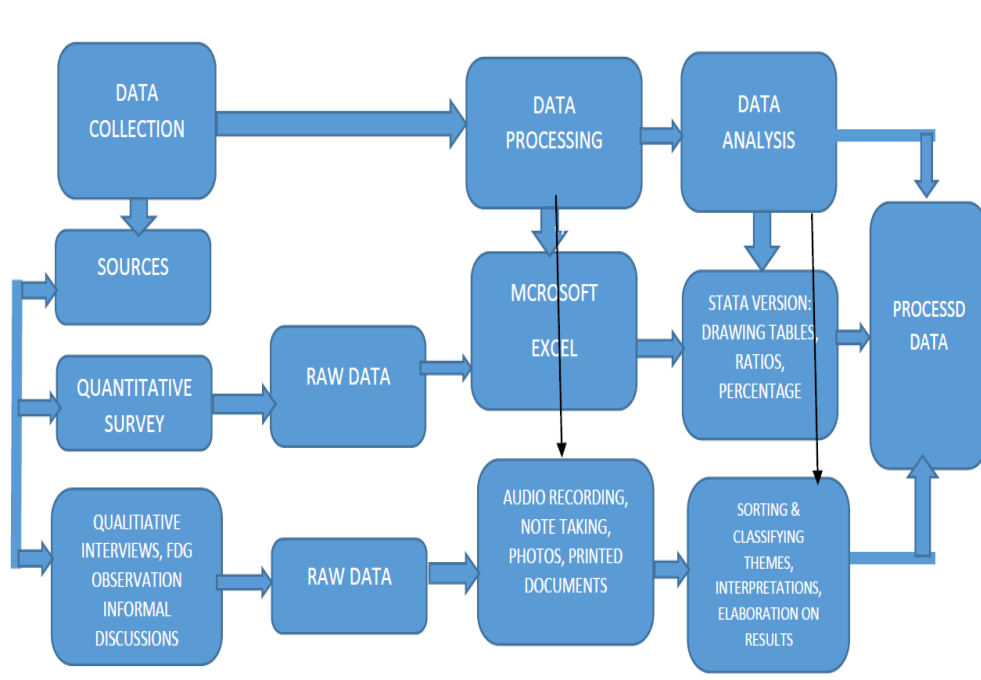 DATA
COLLECTION
DATA
PROCESSING
DATA
ANALYSIS
SOURCES
MCROSOFT
EXCEL
STATA VERSION:
DRAWING TABLES,
RATIOS,
PERCENTAGE
PROCESSD
DATA
QUANTITATIVE
SURVEY
RAW DATA
QUALITIATIVE
INTERVIEWS, FDG
OBSERVATION
INFORMAL
DISCUSSIONS
RAW DATA
AUDIO RECORDING,
NOTE TAKING,
PHOTOS, PRINTED
DOCUMENTS
SORTING &
CLASSIFYING
THEMES,
INTERPRETATIONS,
ELABORATION ON
RESULTS